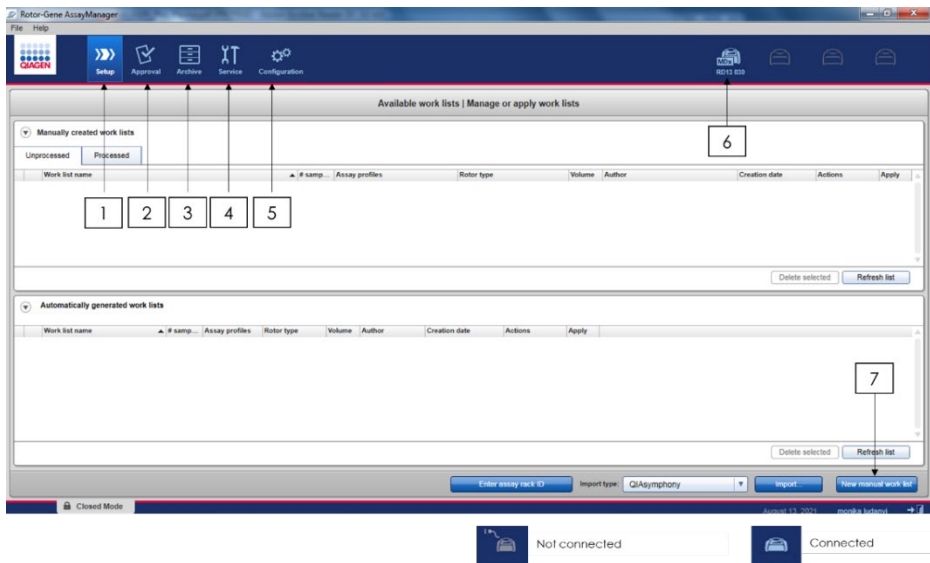 Rotor-Gene AssayManager
File Help
QIAGEN
Setup Approval Archive Service Configuration
MDx
RD13 030
Available work lists | Manage or apply work lists
Manually created work lists
6
Unprocessed Processed
Work list name # samp... Assay profiles Rotor type Volume Author Creation date Actions Apply
1 2 3 4 5
Delete selected Refresh list
Automatically generated work lists
Work list name # samp... Assay profiles Rotor type Volume Author Creation date Actions Apply
7
Delete selected Refresh list
Enter assay rack ID Import type: QIAsymphony Import... New manual work list
Closed Mode August 13, 2021 monika ludanyi
Not connected Connected